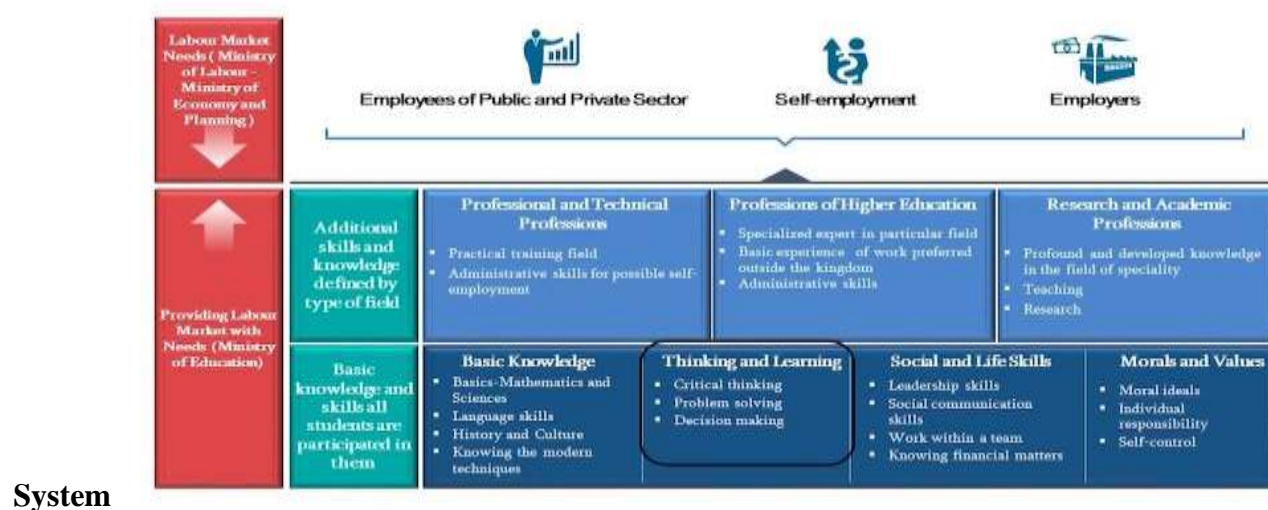 Labour Market
Needs ( Ministry
of Labour -
Ministry of
Economy and
Planning )
Employees of Public and Private Sector
Self-employment
Employers
Providing Labour
Market with
Needs (Ministry
of Education)
Additional
skills and
knowledge
defined by
type of field
Professional and Technical
Professions
▪ Practical training field
▪ Administrative skills for possible self-
employment
Professions of Higher Education
▪ Specialized expert in particular field
▪ Basic experience of work preferred
outside the kingdom
▪ Administrative skills
Research and Academic
Professions
▪ Profound and developed knowledge
in the field of speciality
▪ Teaching
▪ Research
Basic
knowledge and
skills all
students are
participated in
them
Basic Knowledge
▪ Basics-Mathematics and
Sciences
▪ Language skills
▪ History and Culture
▪ Knowing the modern
techniques
Thinking and Learning
▪ Critical thinking
▪ Problem solving
▪ Decision making
Social and Life Skills
▪ Leadership skills
▪ Social communication
skills
▪ Work within a team
▪ Knowing financial matters
Morals and Values
▪ Moral ideals
▪ Individual
responsibility
▪ Self-control
System